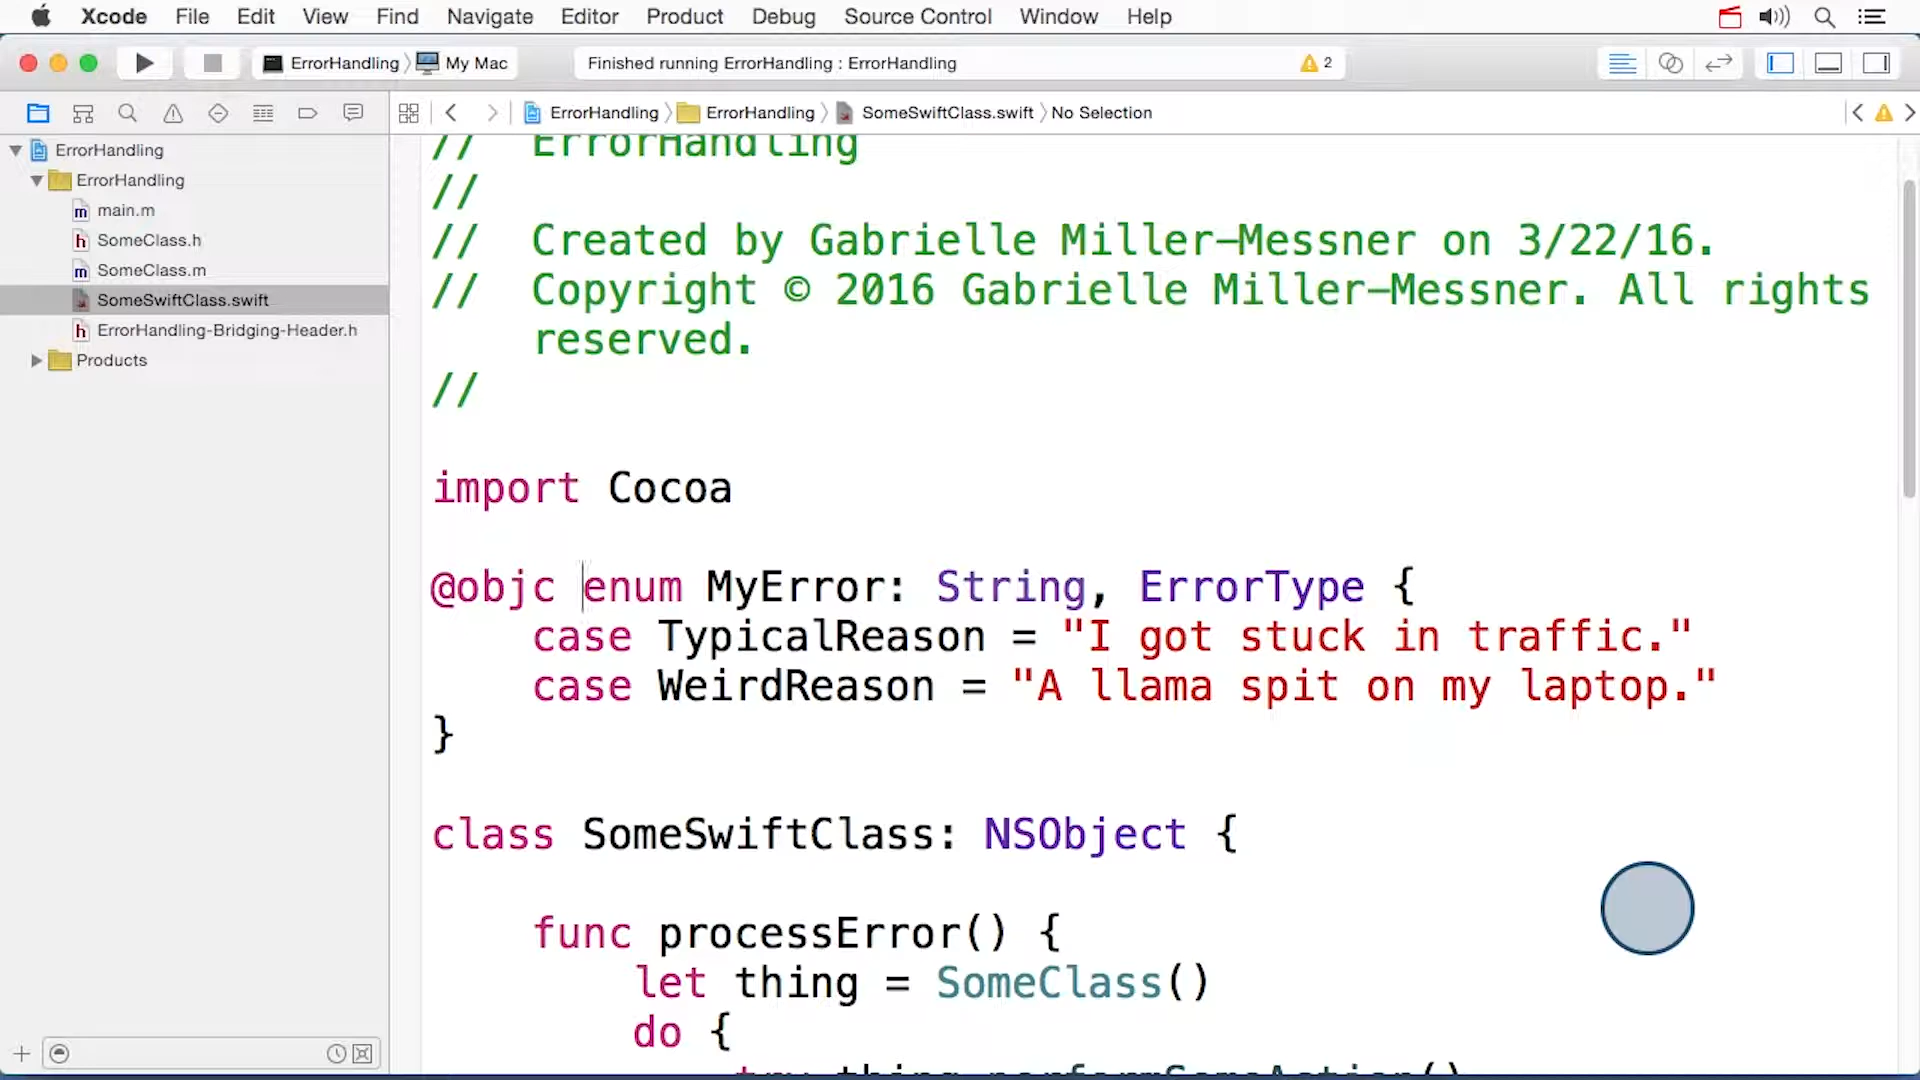 Xcode File Edit View Find Navigate Editor Product Debug Source Control Window Help
ErrorHandling My Mac Finished running ErrorHandling : ErrorHandling 2
ErrorHandling ErrorHandling SomeSwiftClass.swift No Selection
ErrorHandling
ErrorHandling
main.m
SomeClass.h
SomeClass.m
SomeSwiftClass.swift
ErrorHandling-Bridging-Header.h
Products
// ErrorHandling
//
// Created by Gabrielle Miller-Messner on 3/22/16.
// Copyright © 2016 Gabrielle Miller-Messner. All rights
reserved.
//
import Cocoa
@objc enum MyError: String, ErrorType {
case TypicalReason = "I got stuck in traffic."
case WeirdReason = "A llama spit on my laptop."
}
class SomeSwiftClass: NSObject {
func processError() {
let thing = SomeClass()
do {
try thing.performSomeAction()